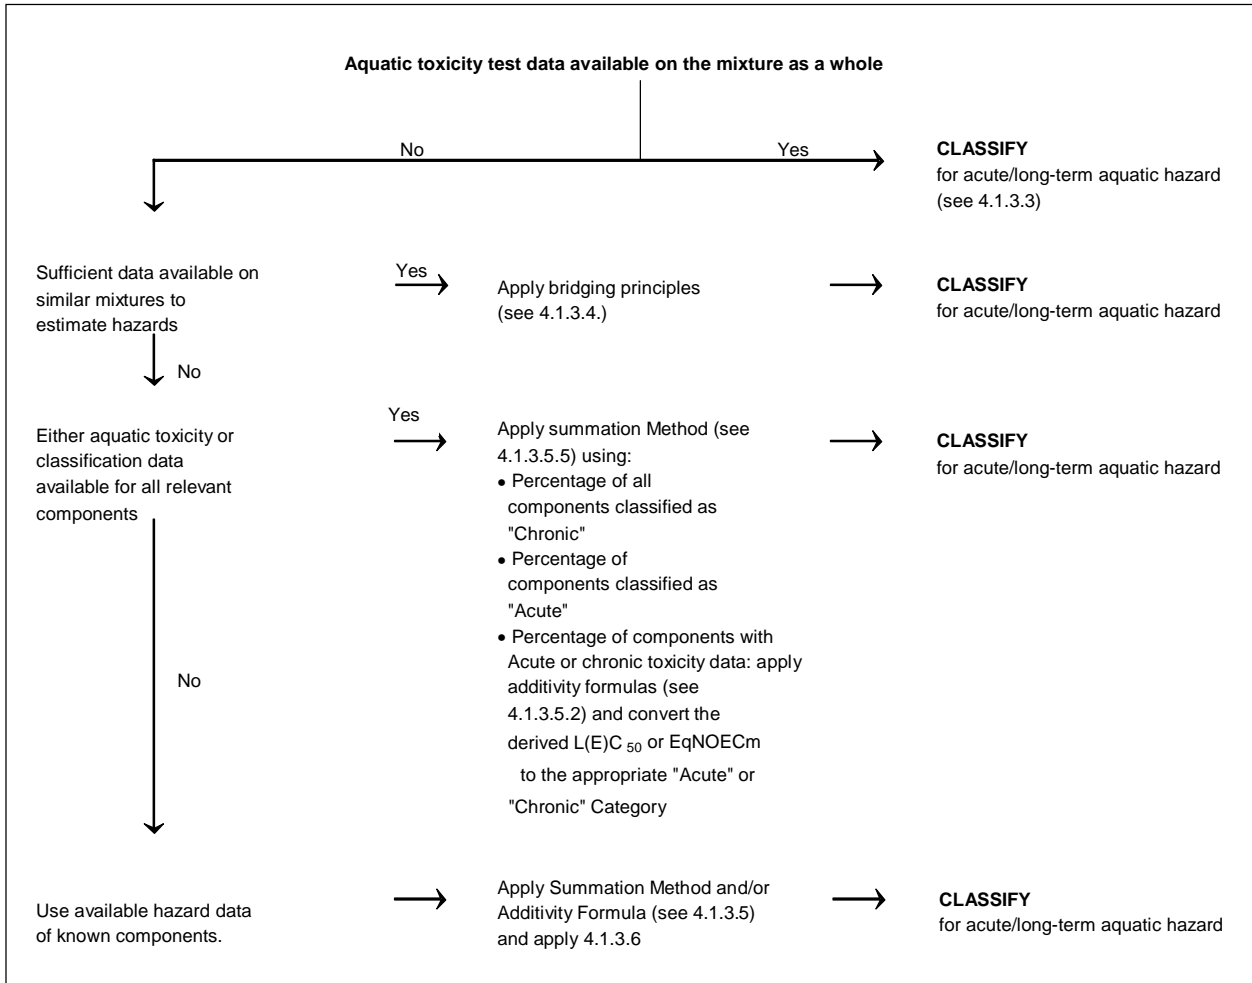 Aquatic toxicity test data available on the mixture as a whole
No
Yes
CLASSIFY
for acute/long-term aquatic hazard
(see 4.1.3.3)
Sufficient data available on
similar mixtures to
estimate hazards
Yes
Apply bridging principles
(see 4.1.3.4.)
CLASSIFY
for acute/long-term aquatic hazard
No
Either aquatic toxicity or
classification data
available for all relevant
components
Yes
Apply summation Method (see
4.1.3.5.5) using:
• Percentage of all
components classified as
"Chronic"
• Percentage of
components classified as
"Acute"
• Percentage of components with
Acute or chronic toxicity data: apply
additivity formulas (see
4.1.3.5.2) and convert the
derived L(E)C 50 or EqNOECm
to the appropriate "Acute" or
"Chronic" Category
CLASSIFY
for acute/long-term aquatic hazard
No
Use available hazard data
of known components.
Apply Summation Method and/or
Additivity Formula (see 4.1.3.5)
and apply 4.1.3.6
CLASSIFY
for acute/long-term aquatic hazard